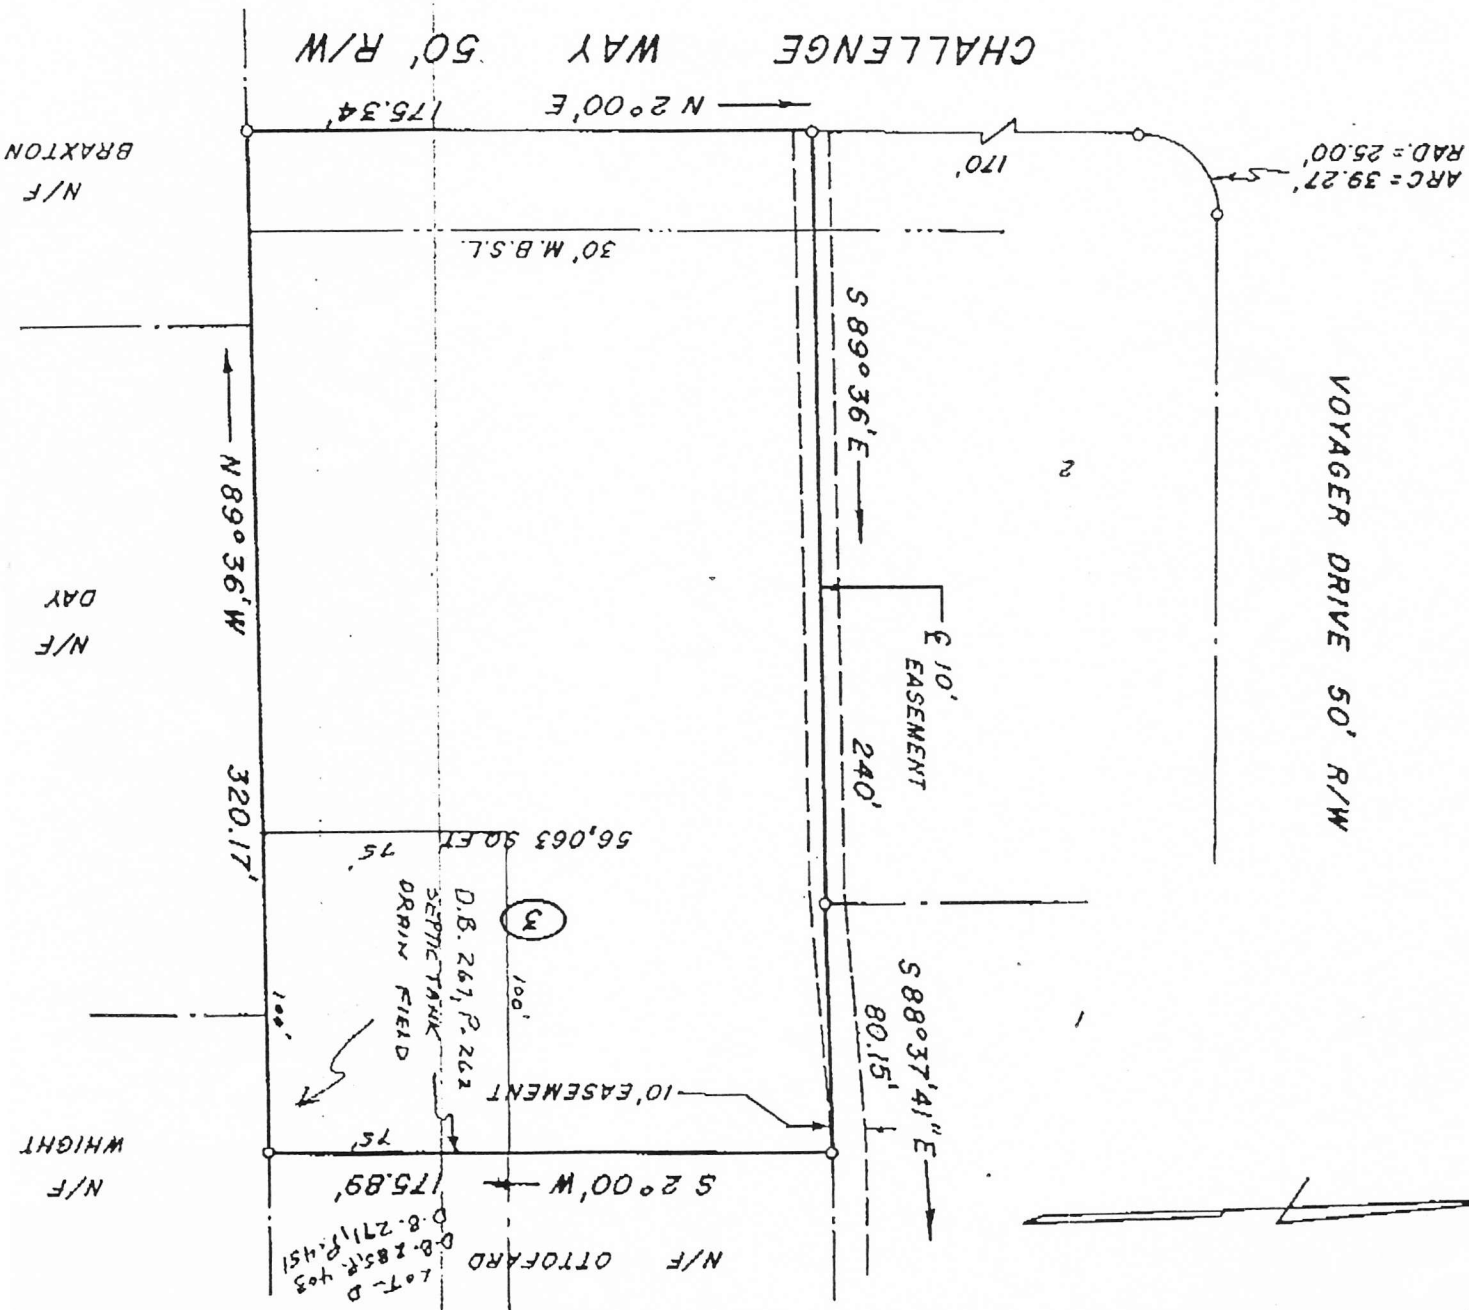 CHALLENGE WAY 50' R/W
N 2°00'E
175.34'
170'
ARC = 39.27'
RAD. = 25.00'
N/F
BRAXTON
30' M.B.S.L.
S 89°36'E
VOYAGER DRIVE 50' R/W
2
N 89°36'W
320.17'
N/F
DAY
℄ 10'
EASEMENT
240'
56,063 SQ.FT.
75'
3
D.B. 267, P. 262
SEPTIC TANK
DRAIN FIELD
100'
100'
S 88°37'41"E
80.15'
1
10' EASEMENT
75'
N/F
WHIGHT
S 2°00'W
175.89'
N/F OTTOFARD
LOT-D
D.B. 285, P. 403
D.B. 271, P. 451